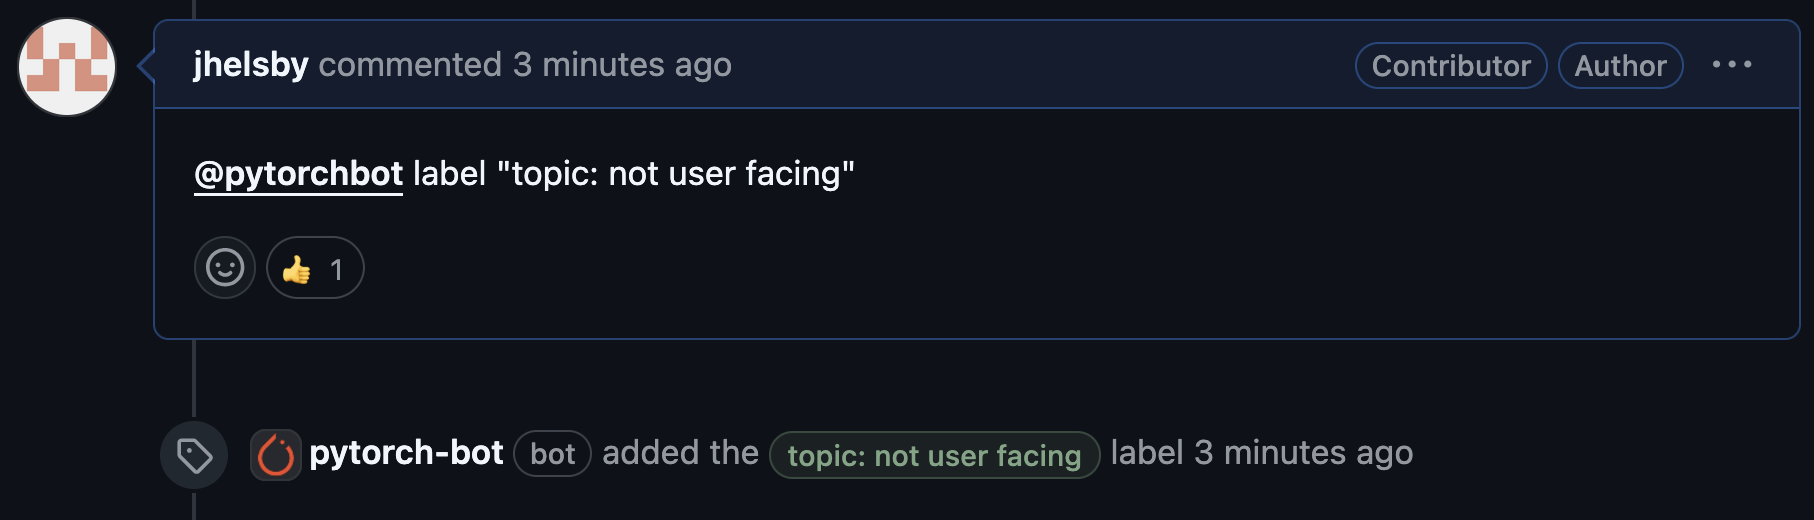 jhelsby commented 3 minutes ago Contributor Author ...
@pytorchbot label "topic: not user facing"
👍 1
pytorch-bot bot added the topic: not user facing label 3 minutes ago